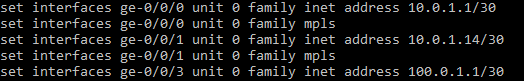 set interfaces ge-0/0/0 unit 0 family inet address 10.0.1.1/30
set interfaces ge-0/0/0 unit 0 family mpls
set interfaces ge-0/0/1 unit 0 family inet address 10.0.1.14/30
set interfaces ge-0/0/1 unit 0 family mpls
set interfaces ge-0/0/3 unit 0 family inet address 100.0.1.1/30